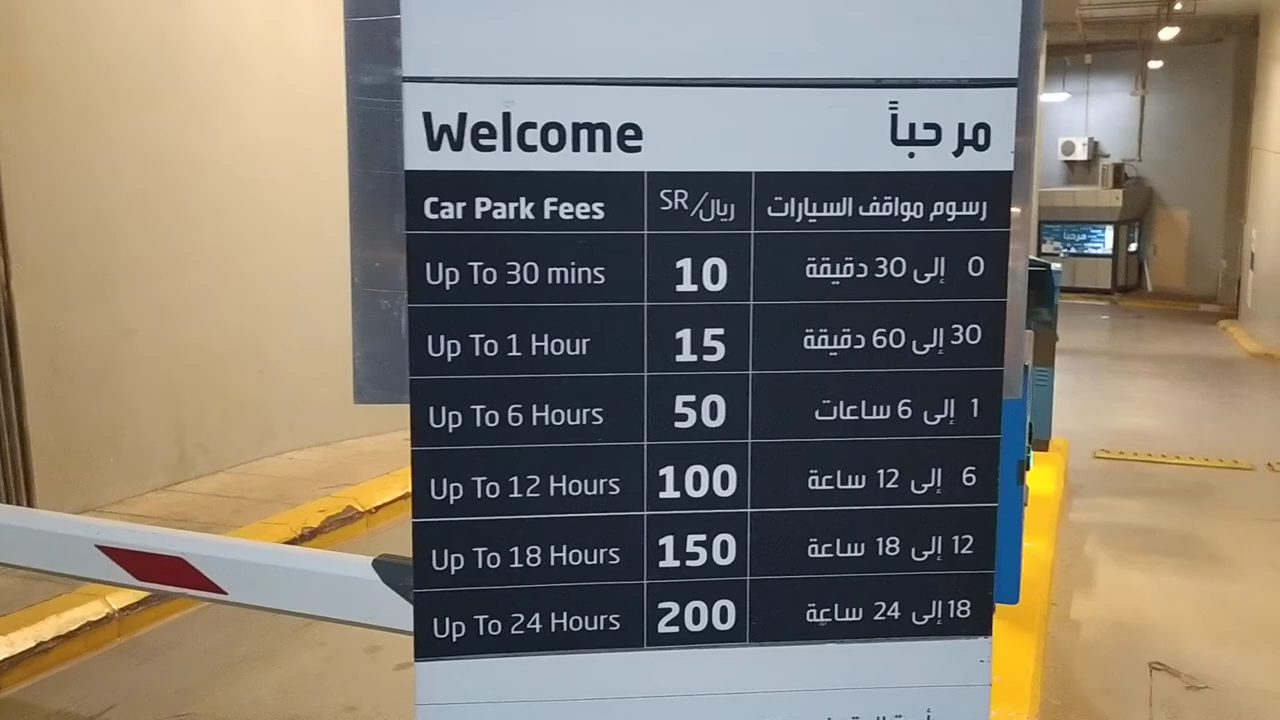 Welcome مرحباً
Car Park Fees SR/ريال رسوم مواقف السيارات
Up To 30 mins 10 0 إلى 30 دقيقة
Up To 1 Hour 15 30 إلى 60 دقيقة
Up To 6 Hours 50 1 إلى 6 ساعات
Up To 12 Hours 100 6 إلى 12 ساعة
Up To 18 Hours 150 12 إلى 18 ساعة
Up To 24 Hours 200 18 إلى 24 ساعة
مرحباً